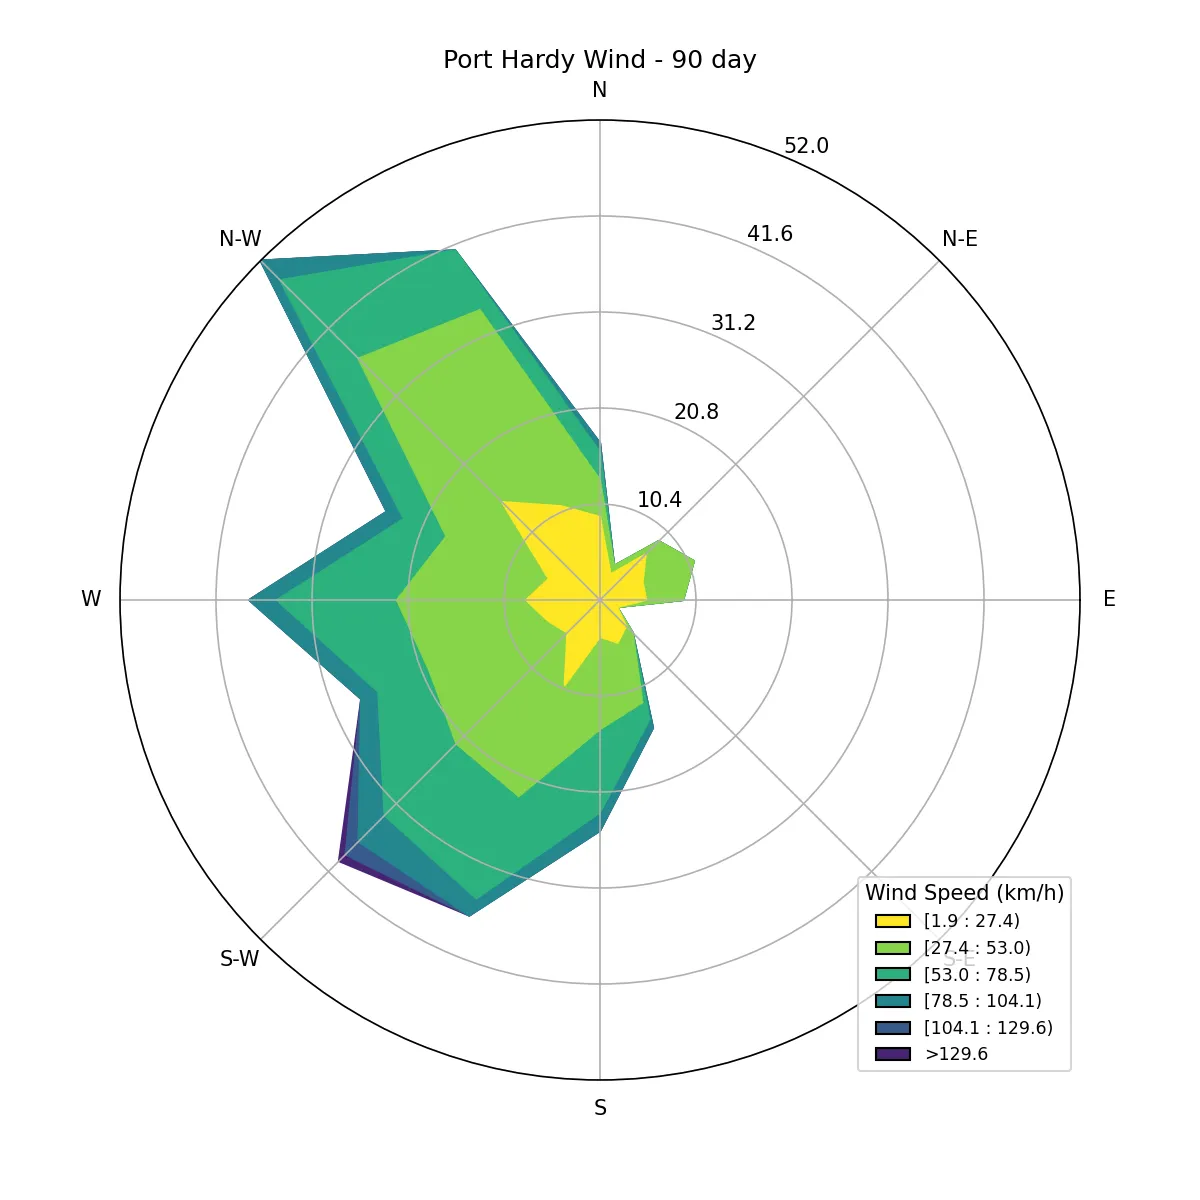 Port Hardy Wind - 90 day
N
52.0
41.6
N-W
N-E
31.2
20.8
10.4
W
E
S-W
S-E
Wind Speed (km/h)
[1.9 : 27.4)
[27.4 : 53.0)
[53.0 : 78.5)
[78.5 : 104.1)
[104.1 : 129.6)
>129.6
S